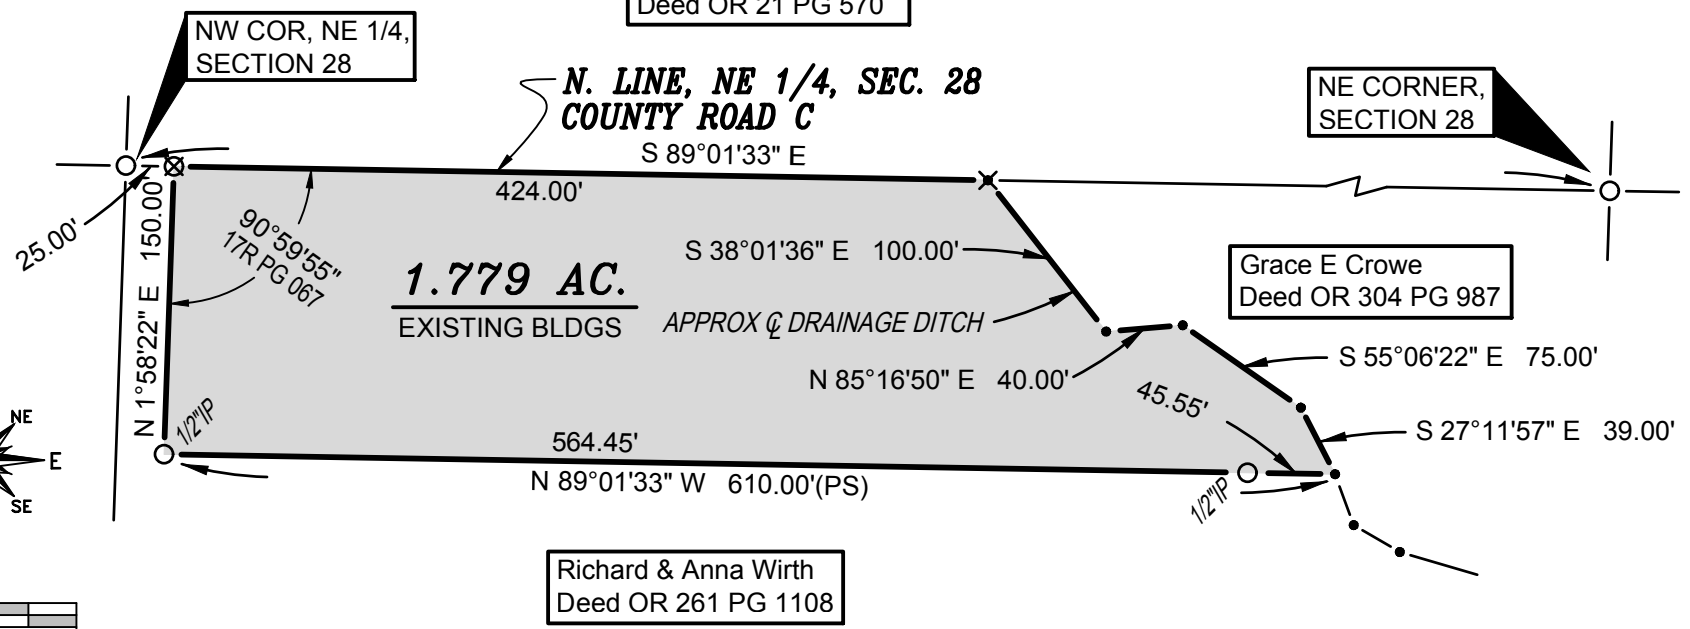 Deed OR 21 PG 570
NW COR, NE 1/4,
SECTION 28
N. LINE, NE 1/4, SEC. 28
COUNTY ROAD C
S 89°01'33" E
424.00'
NE CORNER,
SECTION 28
25.00'
N 1°58'22" E 150.00'
90°59'55"
17R PG 067
1.779 AC.
EXISTING BLDGS
S 38°01'36" E 100.00'
APPROX ℄ DRAINAGE DITCH
N 85°16'50" E 40.00'
Grace E Crowe
Deed OR 304 PG 987
S 55°06'22" E 75.00'
45.55'
S 27°11'57" E 39.00'
1/2"IP
564.45'
N 89°01'33" W 610.00'(PS)
1/2"IP
NE
E
SE
Richard & Anna Wirth
Deed OR 261 PG 1108